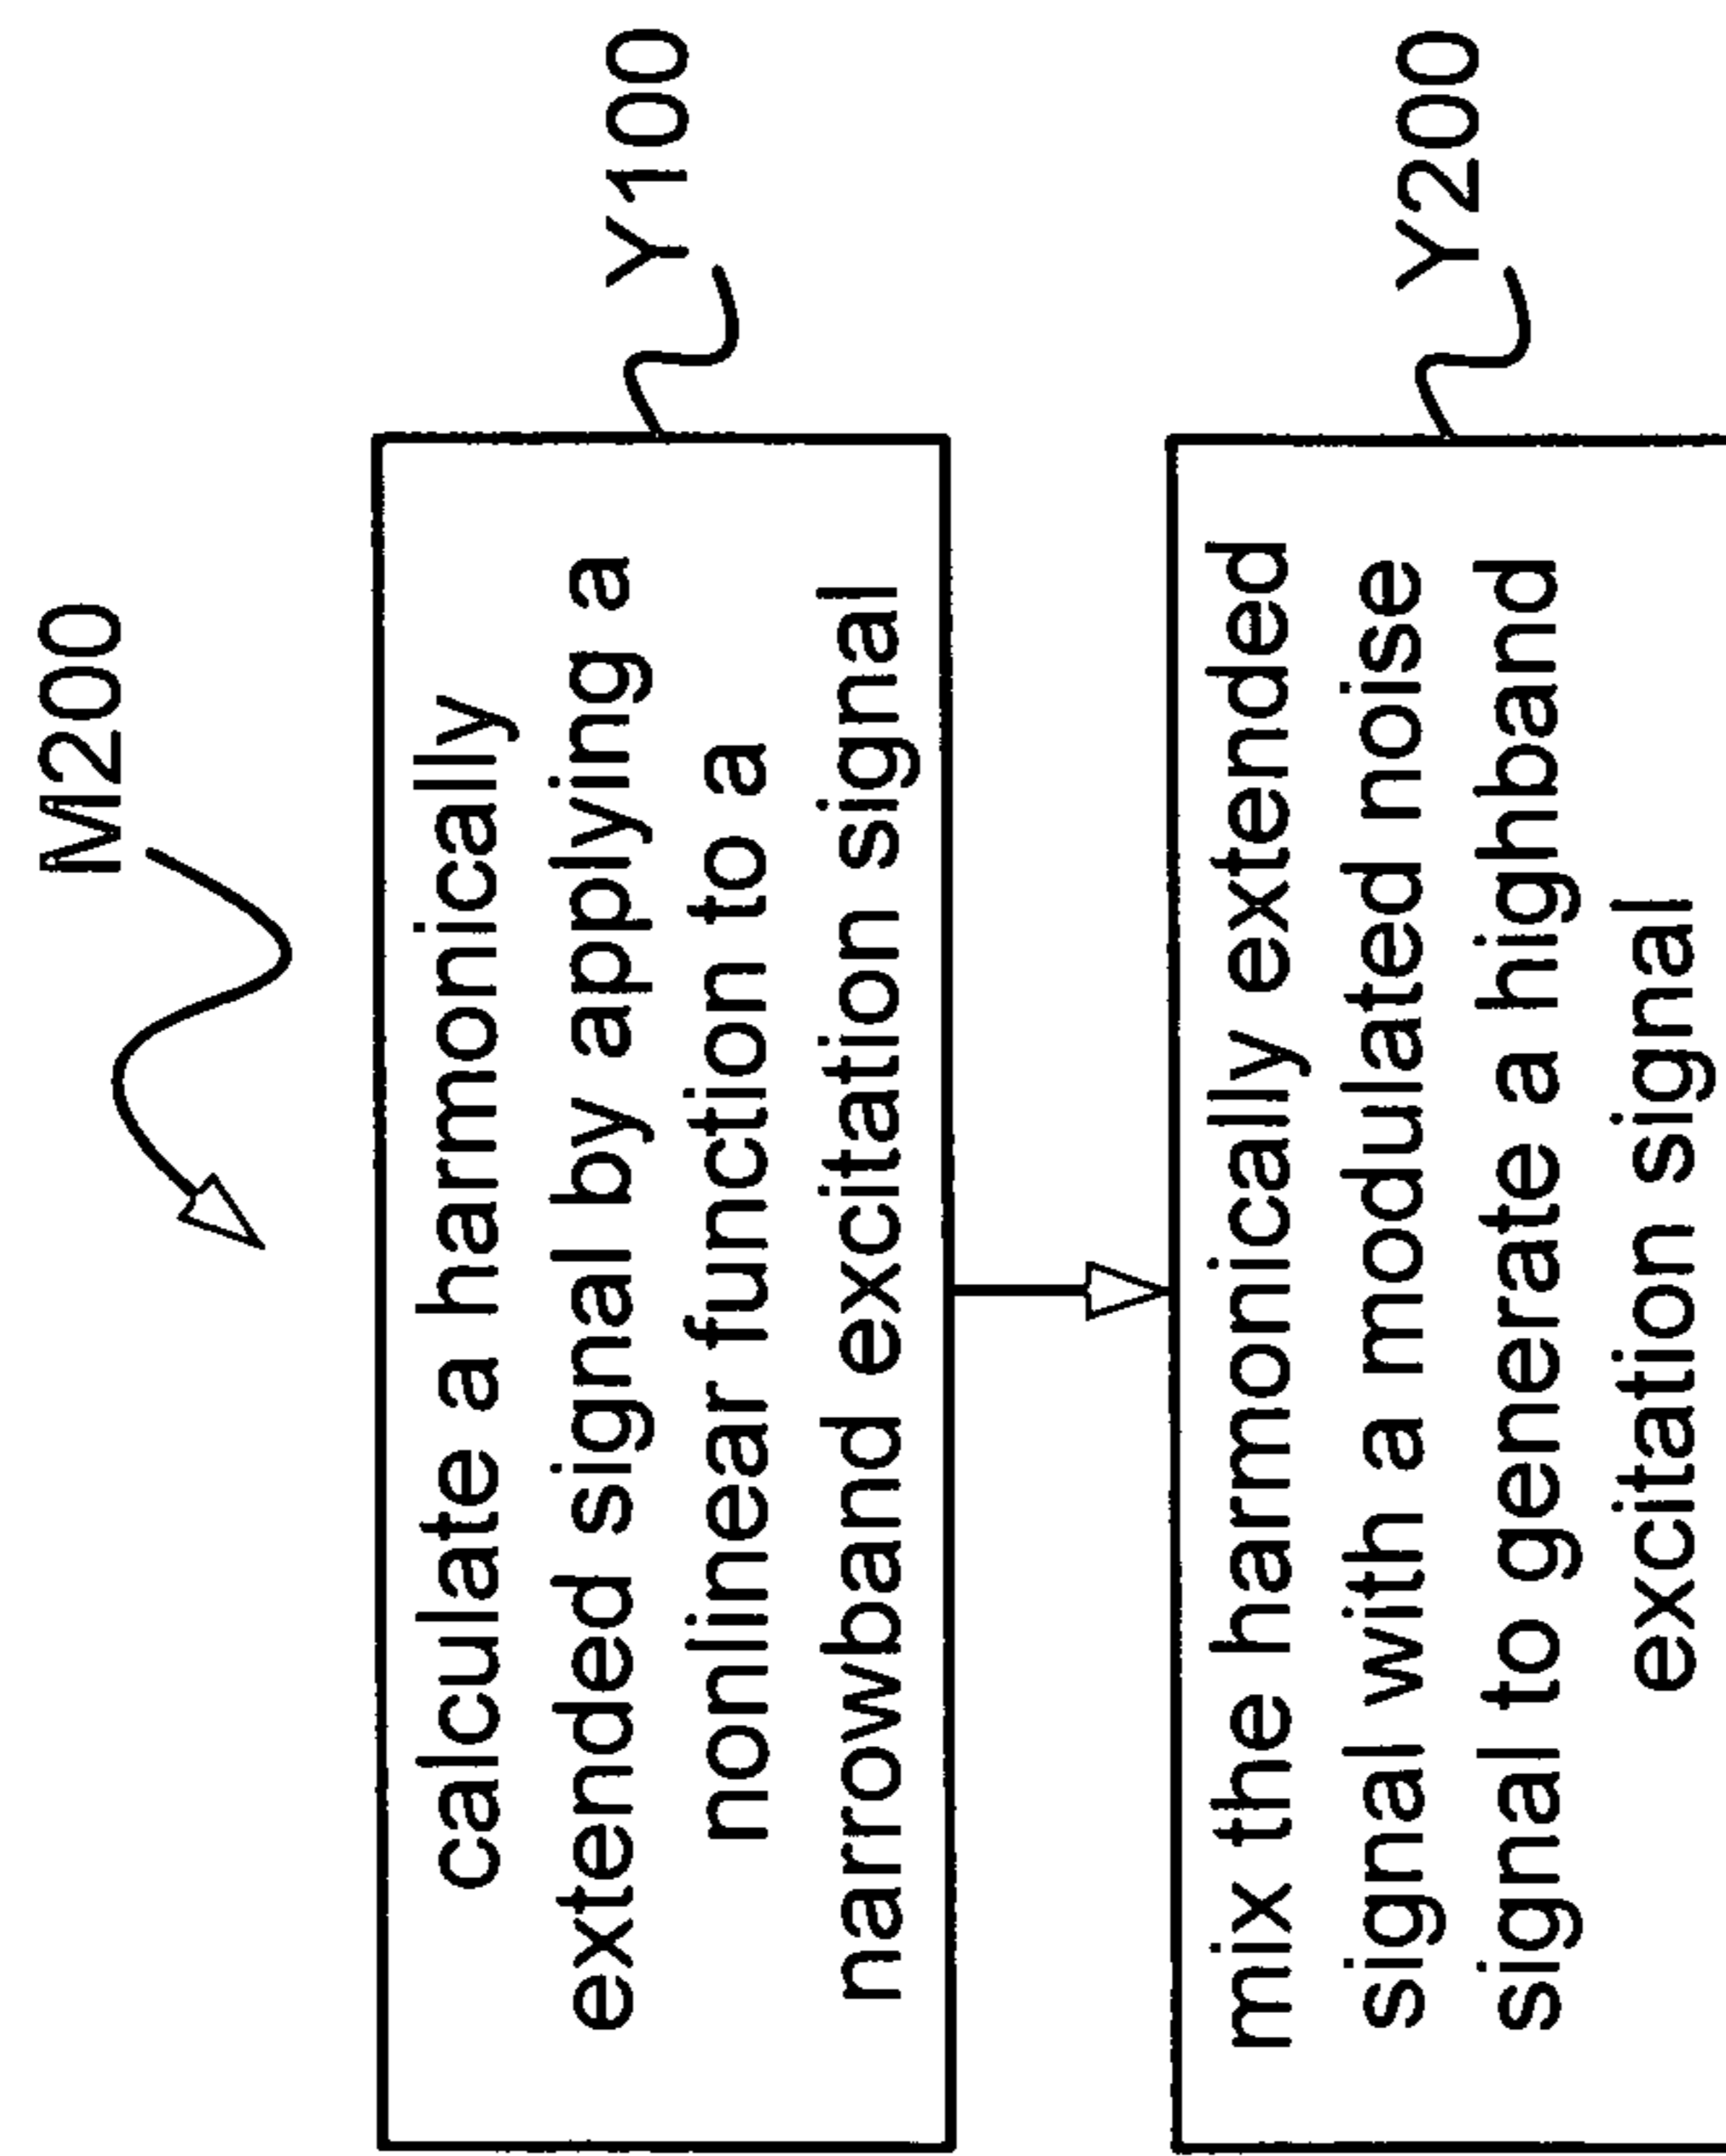 M200
calculate a harmonically
extended signal by applying a
nonlinear function to a
narrowband excitation signal
Y100
mix the harmonically extended
signal with a modulated noise
signal to generate a highband
excitation signal
Y200